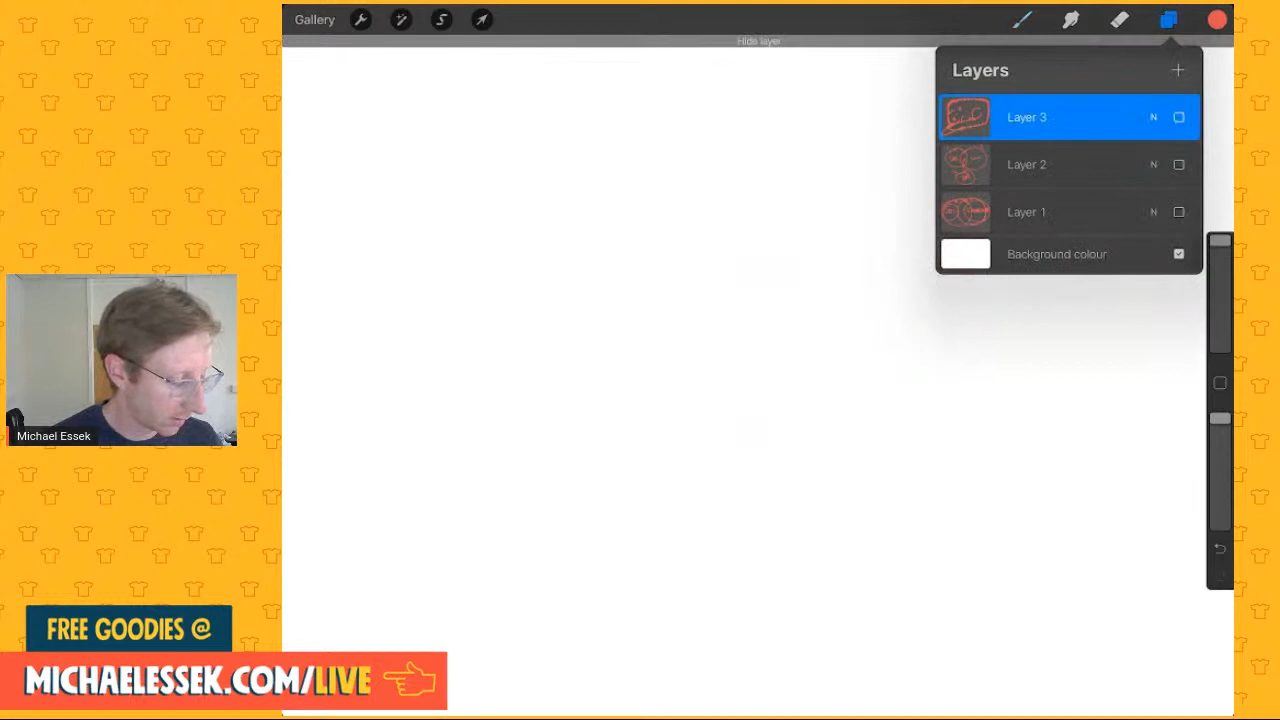 Gallery
Hide layer
Layers
Layer 3
N
Layer 2
N
Layer 1
N
Background colour
Michael Essek
FREE GOODIES @
MICHAELESSEK.COM/LIVE